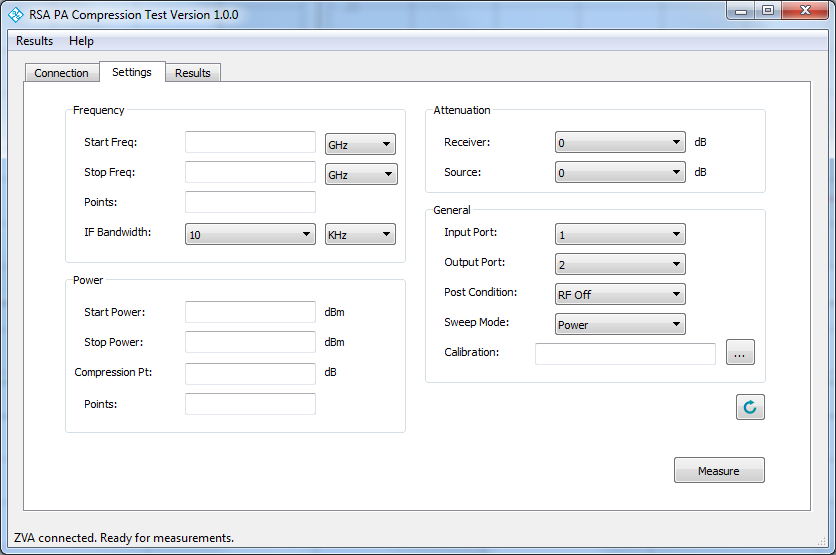 RSA PA Compression Test Version 1.0.0
Results Help
Connection Settings Results
Frequency
Start Freq: GHz
Stop Freq: GHz
Points:
IF Bandwidth: 10 KHz
Power
Start Power: dBm
Stop Power: dBm
Compression Pt: dB
Points:
Attenuation
Receiver: 0 dB
Source: 0 dB
General
Input Port: 1
Output Port: 2
Post Condition: RF Off
Sweep Mode: Power
Calibration: ...
Measure
ZVA connected. Ready for measurements.